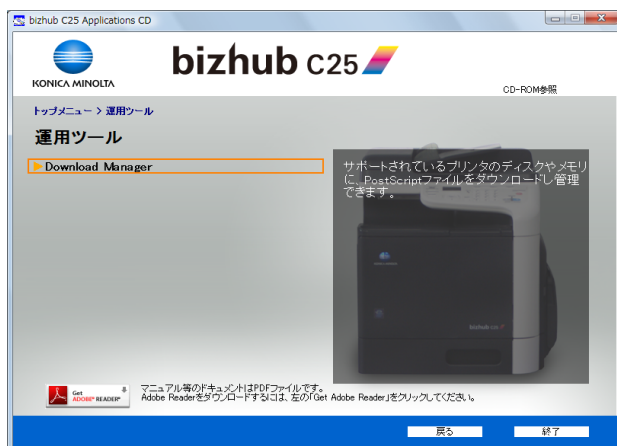 bizhub C25 Applications CD
KONICA MINOLTA
bizhub C25
CD-ROM参照
トップメニュー > 運用ツール
運用ツール
Download Manager
サポートされているプリンタのディスクやメモリ
に、PostScriptファイルをダウンロードし管理
できます。
bizhub C25
Get
ADOBE® READER®
マニュアル等のドキュメントはPDFファイルです。
Adobe Readerをダウンロードするには、左の「Get Adobe Reader」をクリックしてください。
戻る
終了